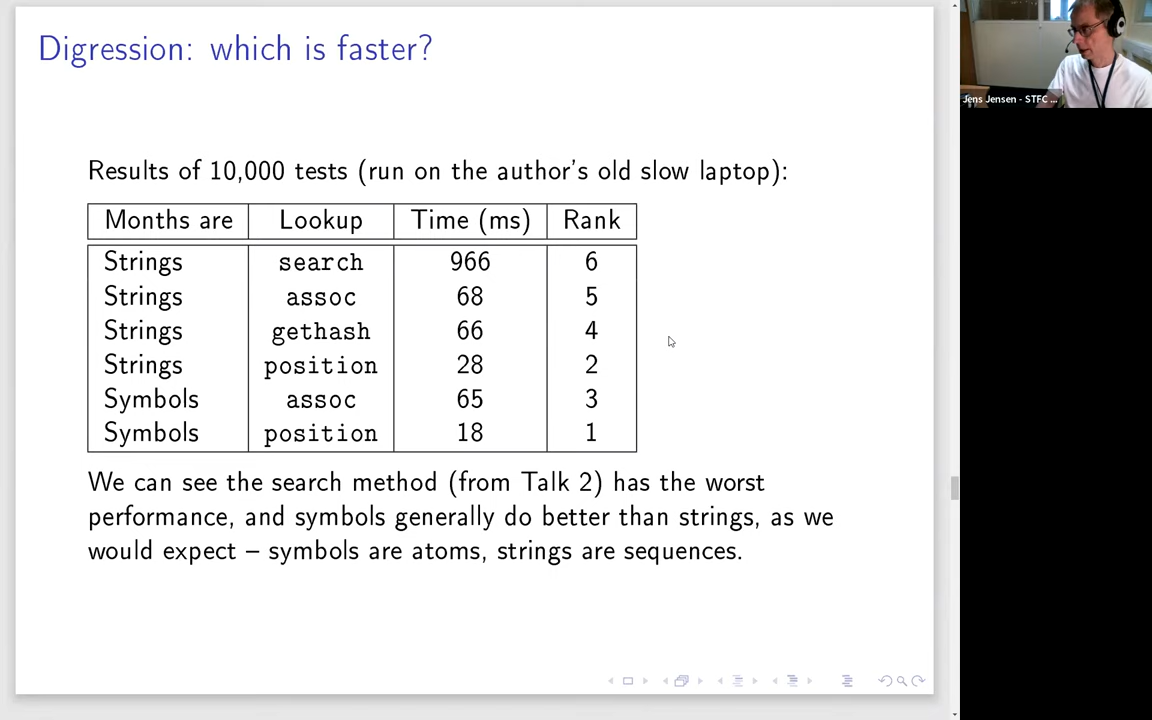 Digression: which is faster?
Jens Jensen - STFC ...
Results of 10,000 tests (run on the author's old slow laptop):
Months are Lookup Time (ms) Rank
Strings search 966 6
Strings assoc 68 5
Strings gethash 66 4
Strings position 28 2
Symbols assoc 65 3
Symbols position 18 1
We can see the search method (from Talk 2) has the worst
performance, and symbols generally do better than strings, as we
would expect – symbols are atoms, strings are sequences.